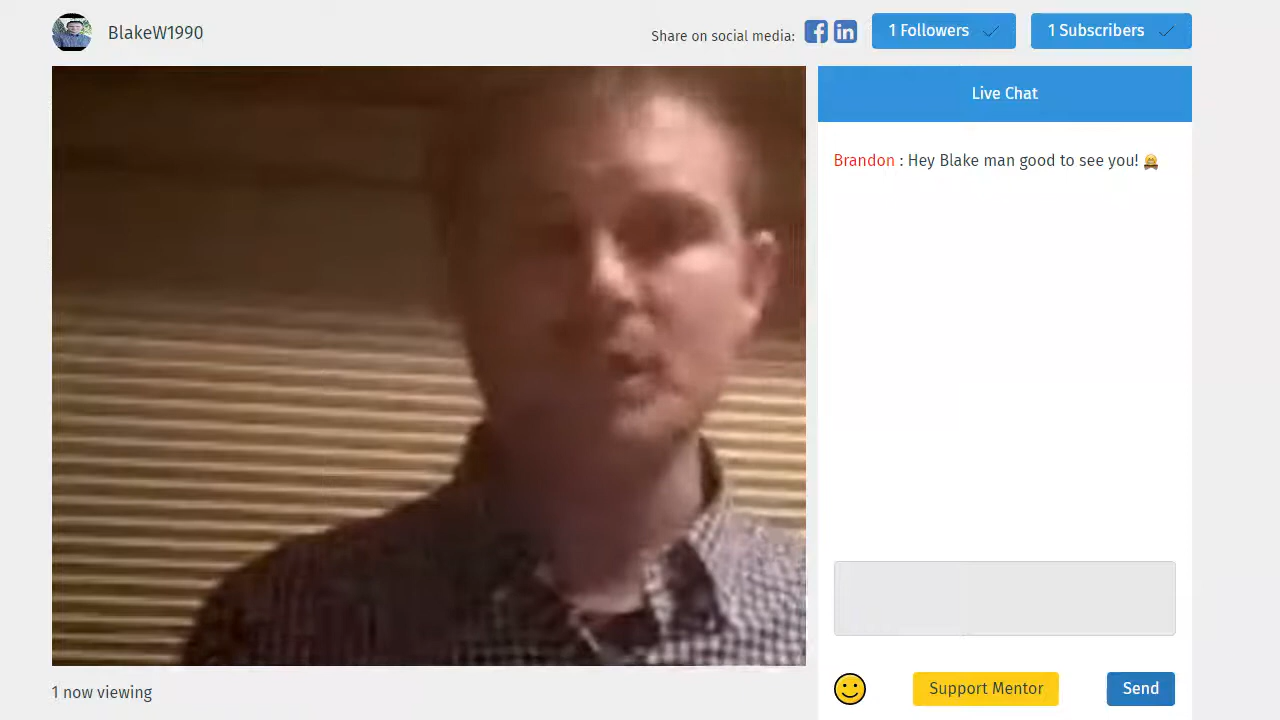 BlakeW1990
Share on social media:
1 Followers
1 Subscribers
Live Chat
Brandon : Hey Blake man good to see you!
Support Mentor
Send
1 now viewing